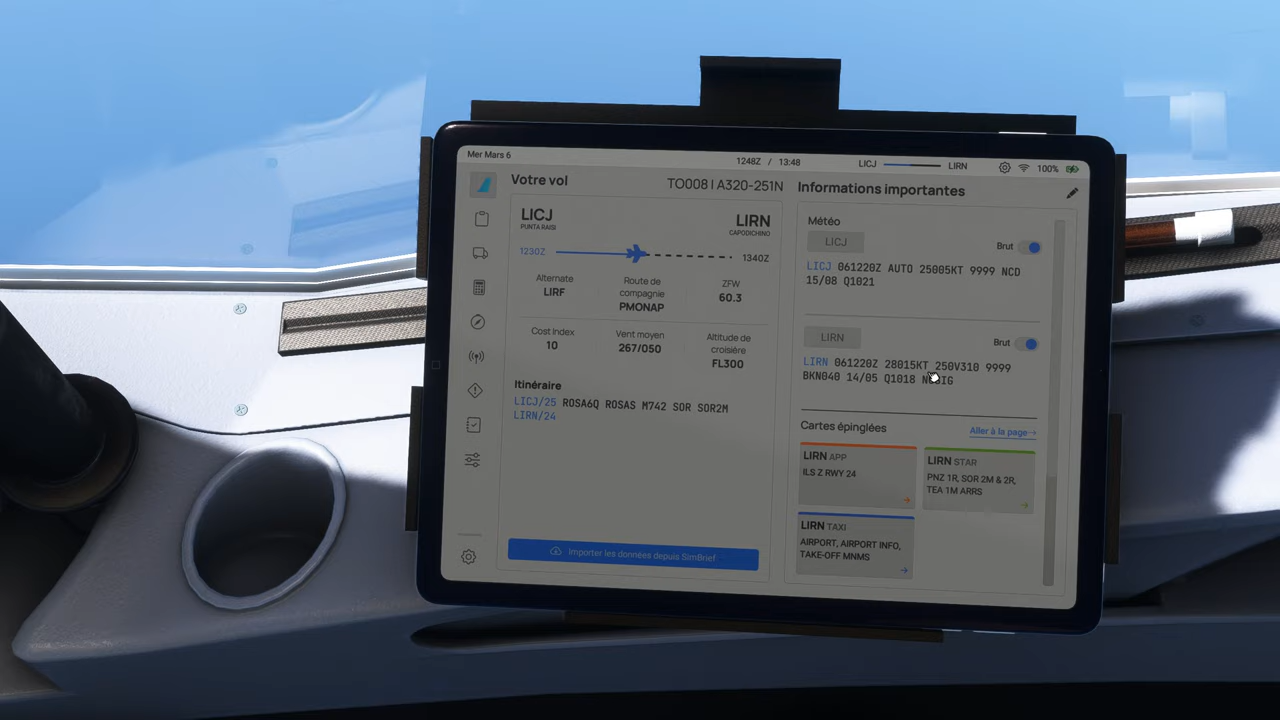 Mer Mars 6
1248Z / 13:48
LICJ LIRN
100%
Votre vol
TO008 | A320-251N
LICJ
PUNTA RAISI
LIRN
CAPODICHINO
1230Z
1340Z
Alternate
LIRF
Route de
compagnie
PMONAP
ZFW
60.3
Cost Index
10
Vent moyen
267/050
Altitude de
croisière
FL300
Itinéraire
LICJ/25 ROSA6Q ROSAS M742 SOR SOR2M
LIRN/24
Importer les données depuis SimBrief
Informations importantes
Météo
LICJ
Brut
LICJ 061220Z AUTO 25005KT 9999 NCD
15/08 Q1021
LIRN
Brut
LIRN 061220Z 28015KT 250V310 9999
BKN040 14/05 Q1018
Cartes épinglées
Aller à la page→
LIRN APP
ILS Z RWY 24
LIRN STAR
PNZ 1R, SOR 2M & 2R,
TEA 1M ARRS
LIRN TAXI
AIRPORT, AIRPORT INFO,
TAKE-OFF MNMS